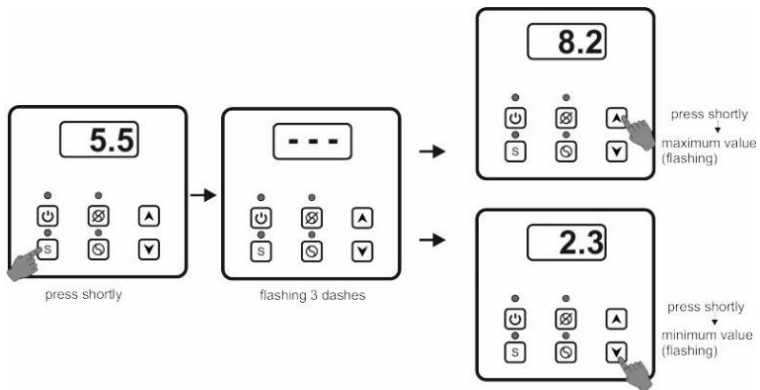 5.5
S
press shortly
- - -
S
flashing 3 dashes
8.2
S
press shortly
maximum value
(flashing)
2.3
S
press shortly
minimum value
(flashing)